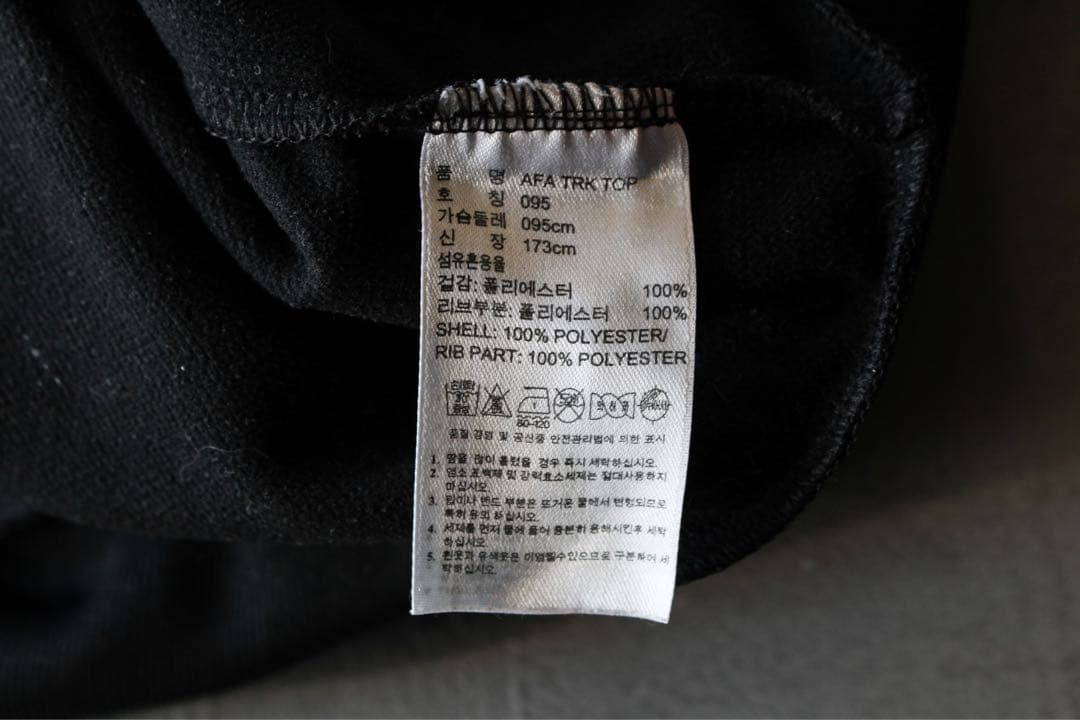 품 명 AFA TRK TOP
호 칭 095
가슴둘레 095cm
신 장 173cm
섬유혼용율
겉감: 폴리에스터 100%
리브부분: 폴리에스터 100%
SHELL: 100% POLYESTER/
RIB PART: 100% POLYESTER
80-120
품질 경영 및 공산품 안전관리법에 의한 표시
1. 땀을 많이 흘렸을 경우 즉시 세탁하십시오.
2. 염소 표백제 및 강력효소세제는 절대사용하지
마십시오.
3. 밴드 부분은 뜨거운 물에서 변형되므로
특히 유의 하십시오.
4. 세제를 먼저 물에 풀어 충분히 용해시킨후 세탁
하십시오.
5. 흰옷과 유색옷은 이염될수있으므로 구분하여 세
탁하십시오.